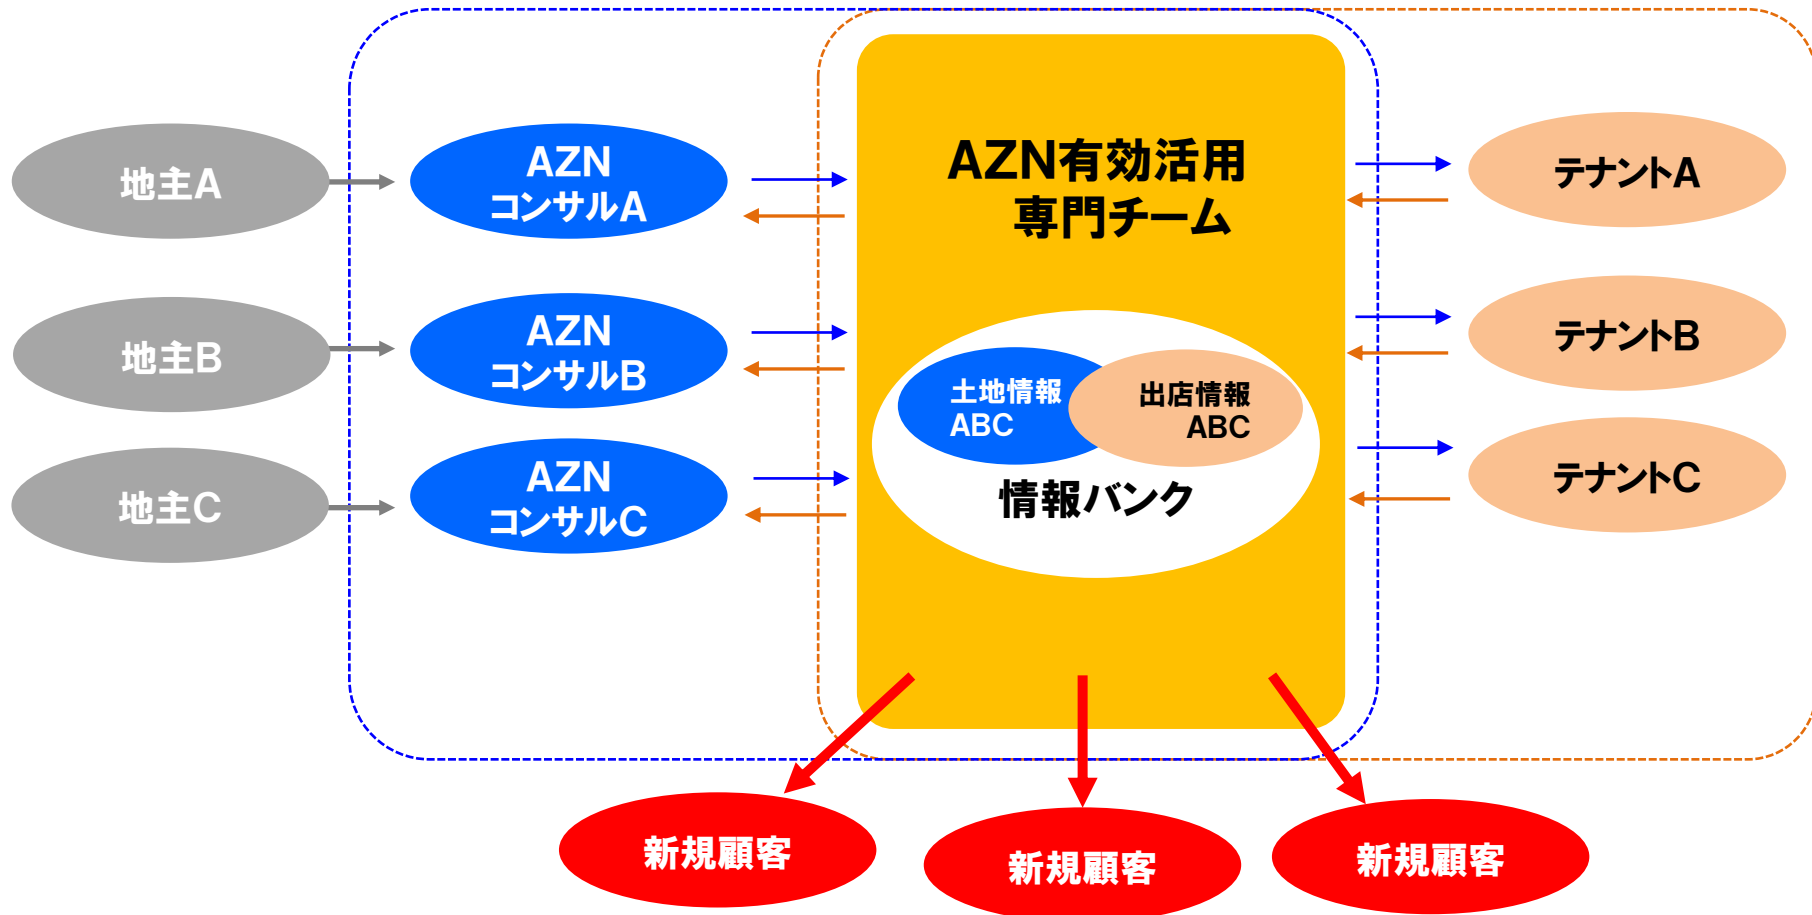 地主A
AZN
コンサルA
AZN有効活用
専門チーム
テナントA
地主B
AZN
コンサルB
テナントB
土地情報
ABC
出店情報
ABC
情報バンク
地主C
AZN
コンサルC
テナントC
新規顧客
新規顧客
新規顧客